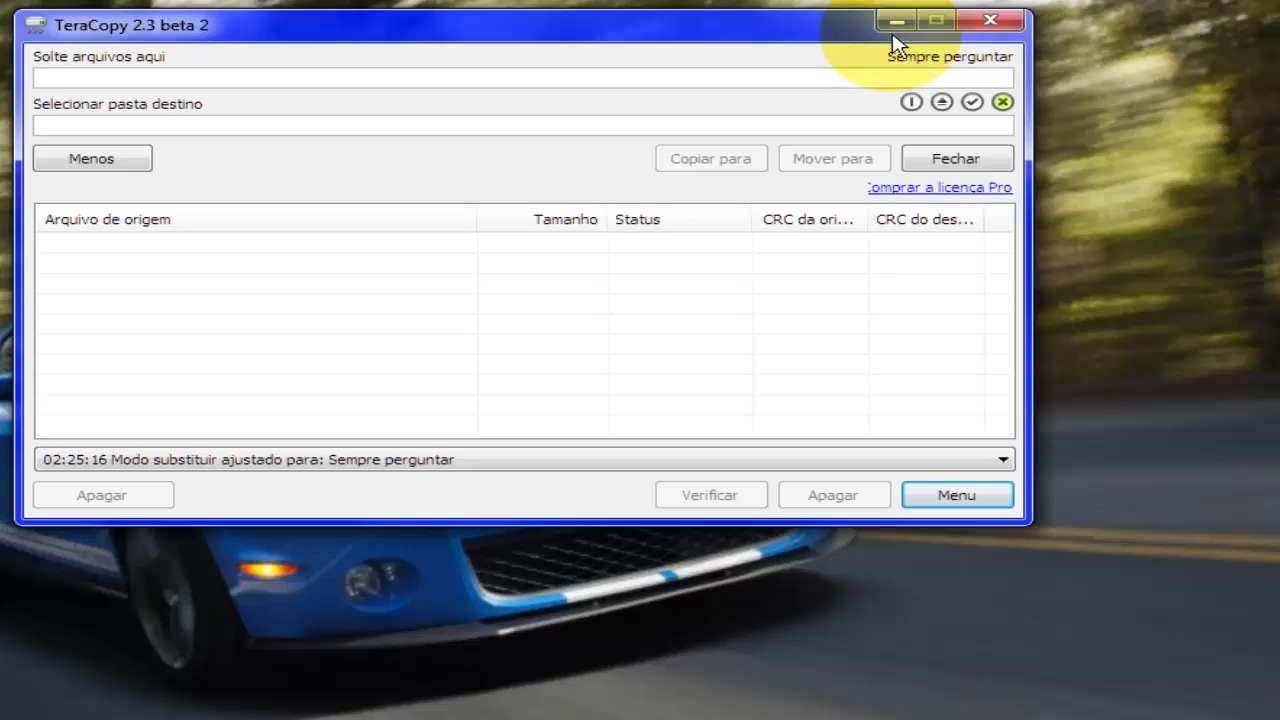 TeraCopy 2.3 beta 2
Solte arquivos aqui
Sempre perguntar
Selecionar pasta destino
Menos
Copiar para
Mover para
Fechar
Comprar a licença Pro
Arquivo de origem
Tamanho
Status
CRC da ori...
CRC do des...
02:25:16 Modo substituir ajustado para: Sempre perguntar
Apagar
Verificar
Apagar
Menu